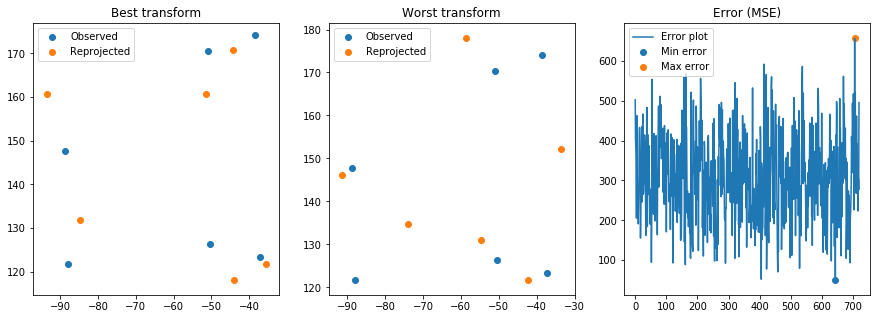 Best transform
Observed
Reprojected
170
160
150
140
130
120
−90 −80 −70 −60 −50 −40
Worst transform
Observed
Reprojected
180
170
160
150
140
130
120
−90 −80 −70 −60 −50 −40 −30
Error (MSE)
Error plot
Min error
Max error
600
500
400
300
200
100
0 100 200 300 400 500 600 700